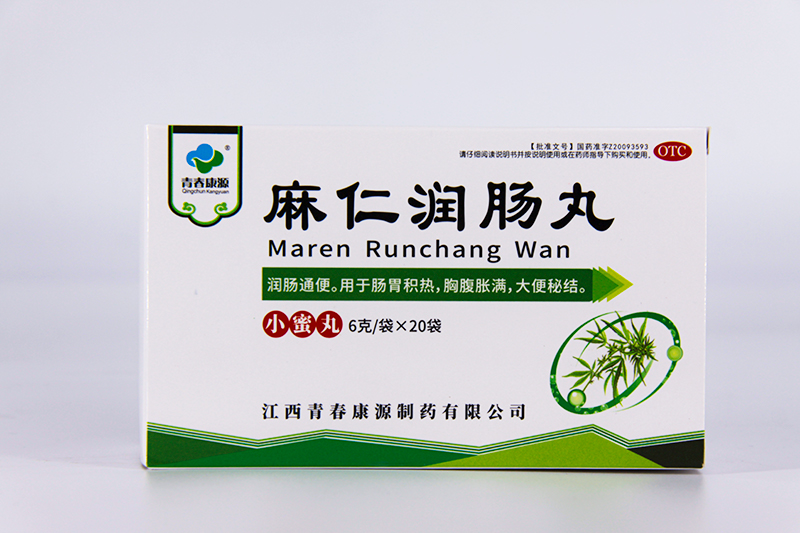 【批准文号】国药准字Z20093593
请仔细阅读说明书并按说明使用或在药师指导下购买和使用。
OTC
®
青春康源
Qingchun Kangyuan
麻仁润肠丸
Maren Runchang Wan
润肠通便。用于肠胃积热，胸腹胀满，大便秘结。
小蜜丸 6克/袋×20袋
江西青春康源制药有限公司